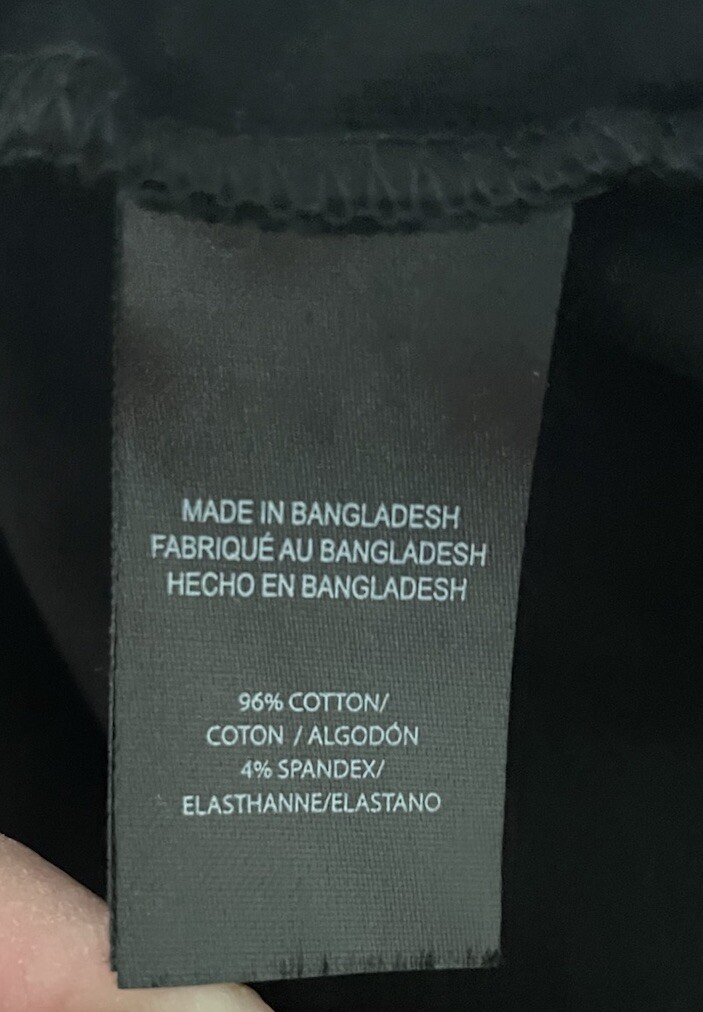 MADE IN BANGLADESH
FABRIQUÉ AU BANGLADESH
HECHO EN BANGLADESH
96% COTTON/
COTON / ALGODÓN
4% SPANDEX/
ELASTHANNE/ELASTANO